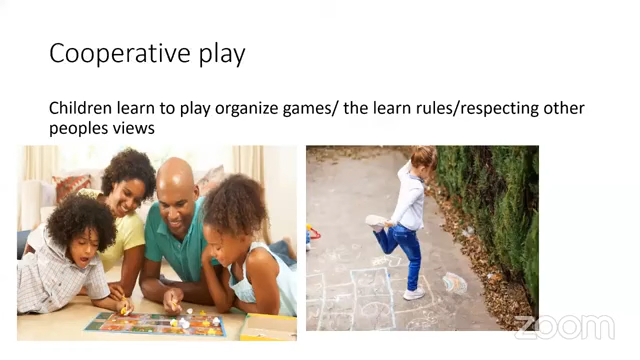 Cooperative play
Children learn to play organize games/ the learn rules/respecting other
peoples views
zoom